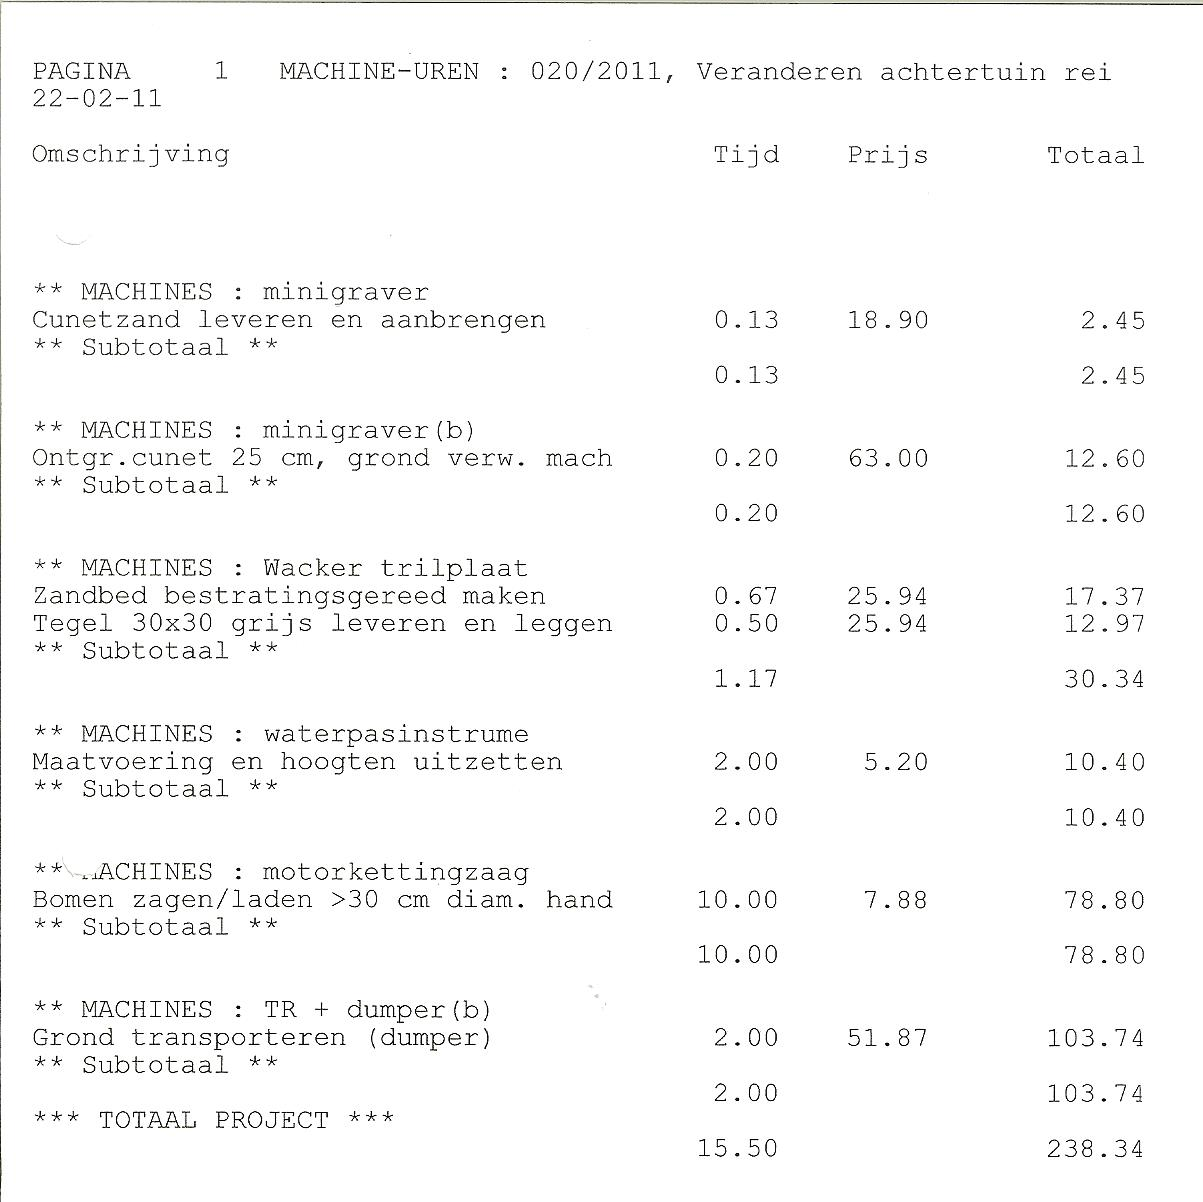 PAGINA 1 MACHINE-UREN : 020/2011, Veranderen achtertuin rei
22-02-11
Omschrijving Tijd Prijs Totaal
** MACHINES : minigraver
Cunetzand leveren en aanbrengen 0.13 18.90 2.45
** Subtotaal **
0.13 2.45
** MACHINES : minigraver(b)
Ontgr.cunet 25 cm, grond verw. mach 0.20 63.00 12.60
** Subtotaal **
0.20 12.60
** MACHINES : Wacker trilplaat
Zandbed bestratingsgereed maken 0.67 25.94 17.37
Tegel 30x30 grijs leveren en leggen 0.50 25.94 12.97
** Subtotaal **
1.17 30.34
** MACHINES : waterpasinstrume
Maatvoering en hoogten uitzetten 2.00 5.20 10.40
** Subtotaal **
2.00 10.40
** MACHINES : motorkettingzaag
Bomen zagen/laden >30 cm diam. hand 10.00 7.88 78.80
** Subtotaal **
10.00 78.80
** MACHINES : TR + dumper(b)
Grond transporteren (dumper) 2.00 51.87 103.74
** Subtotaal **
2.00 103.74
*** TOTAAL PROJECT ***
15.50 238.34